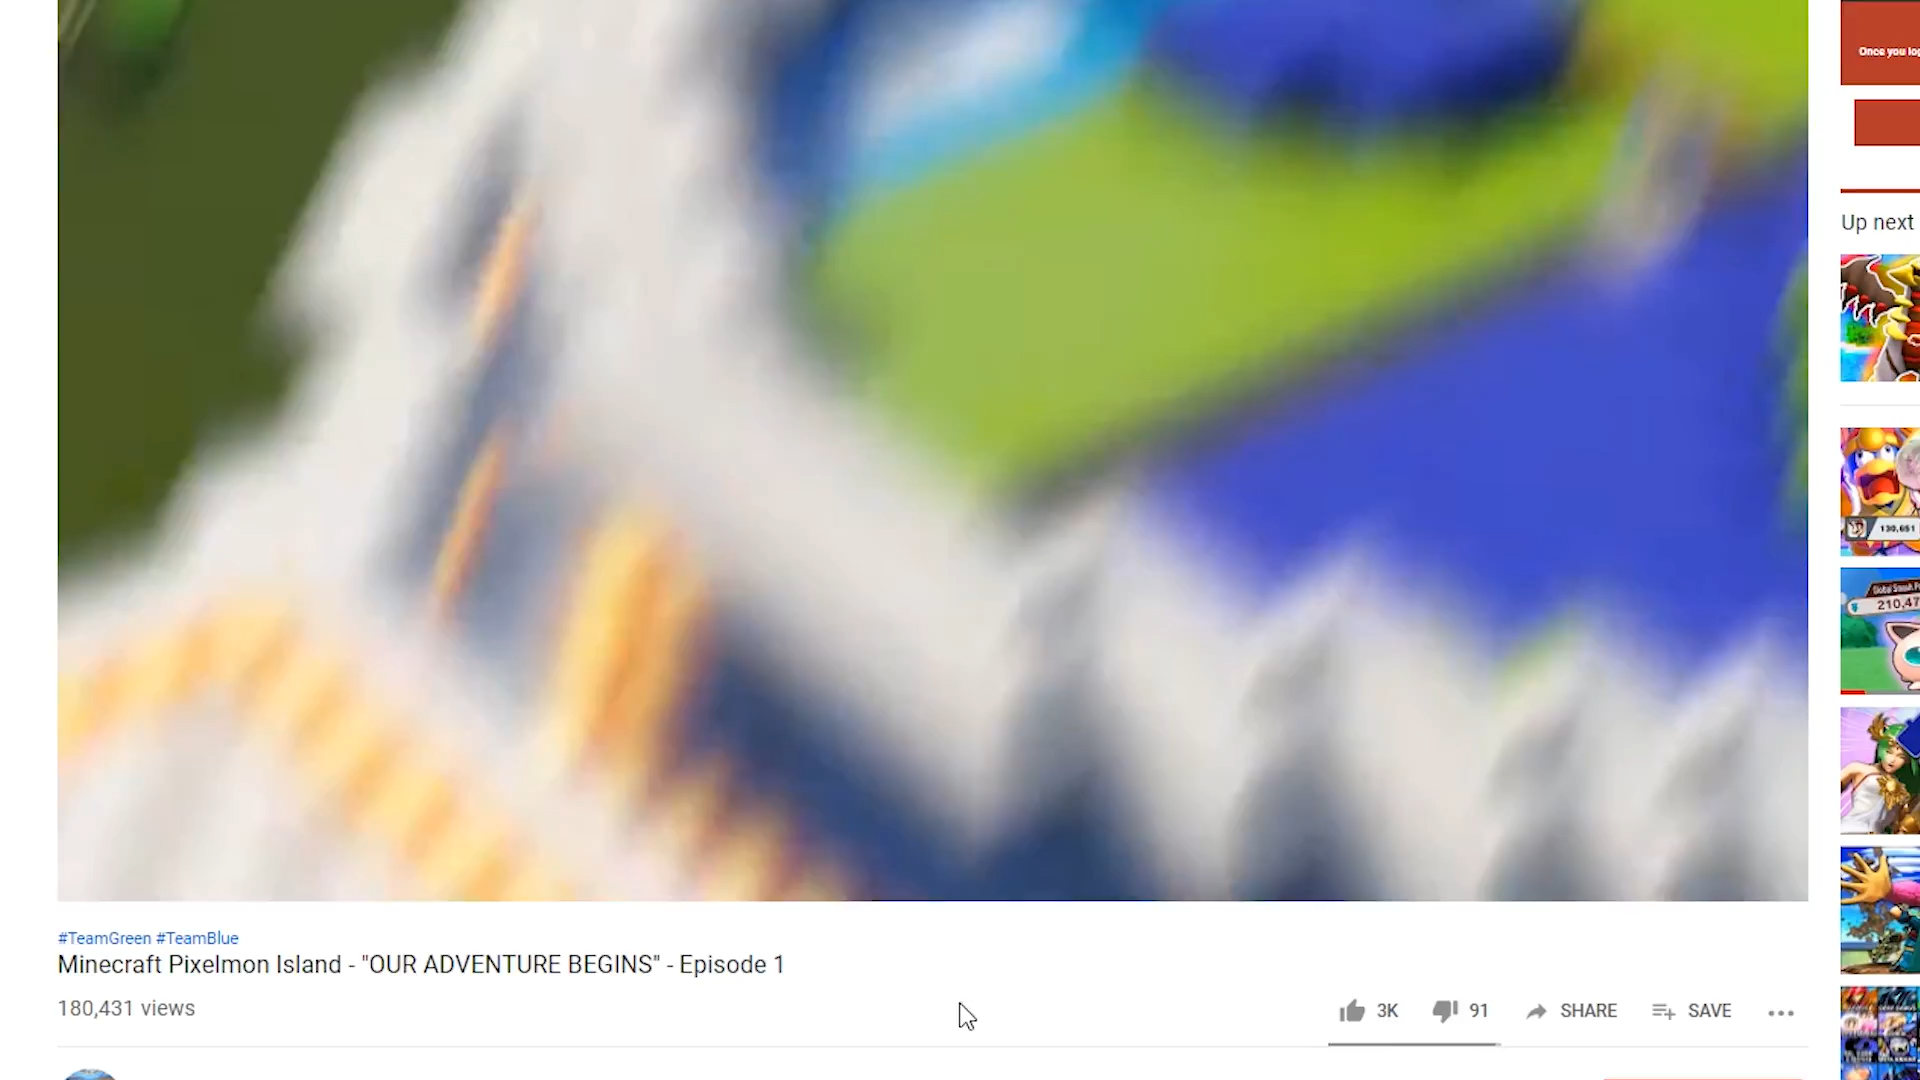 Once you log
Up next
130,651
210,47
#TeamGreen #TeamBlue
Minecraft Pixelmon Island - "OUR ADVENTURE BEGINS" - Episode 1
180,431 views
3K
91
SHARE
SAVE